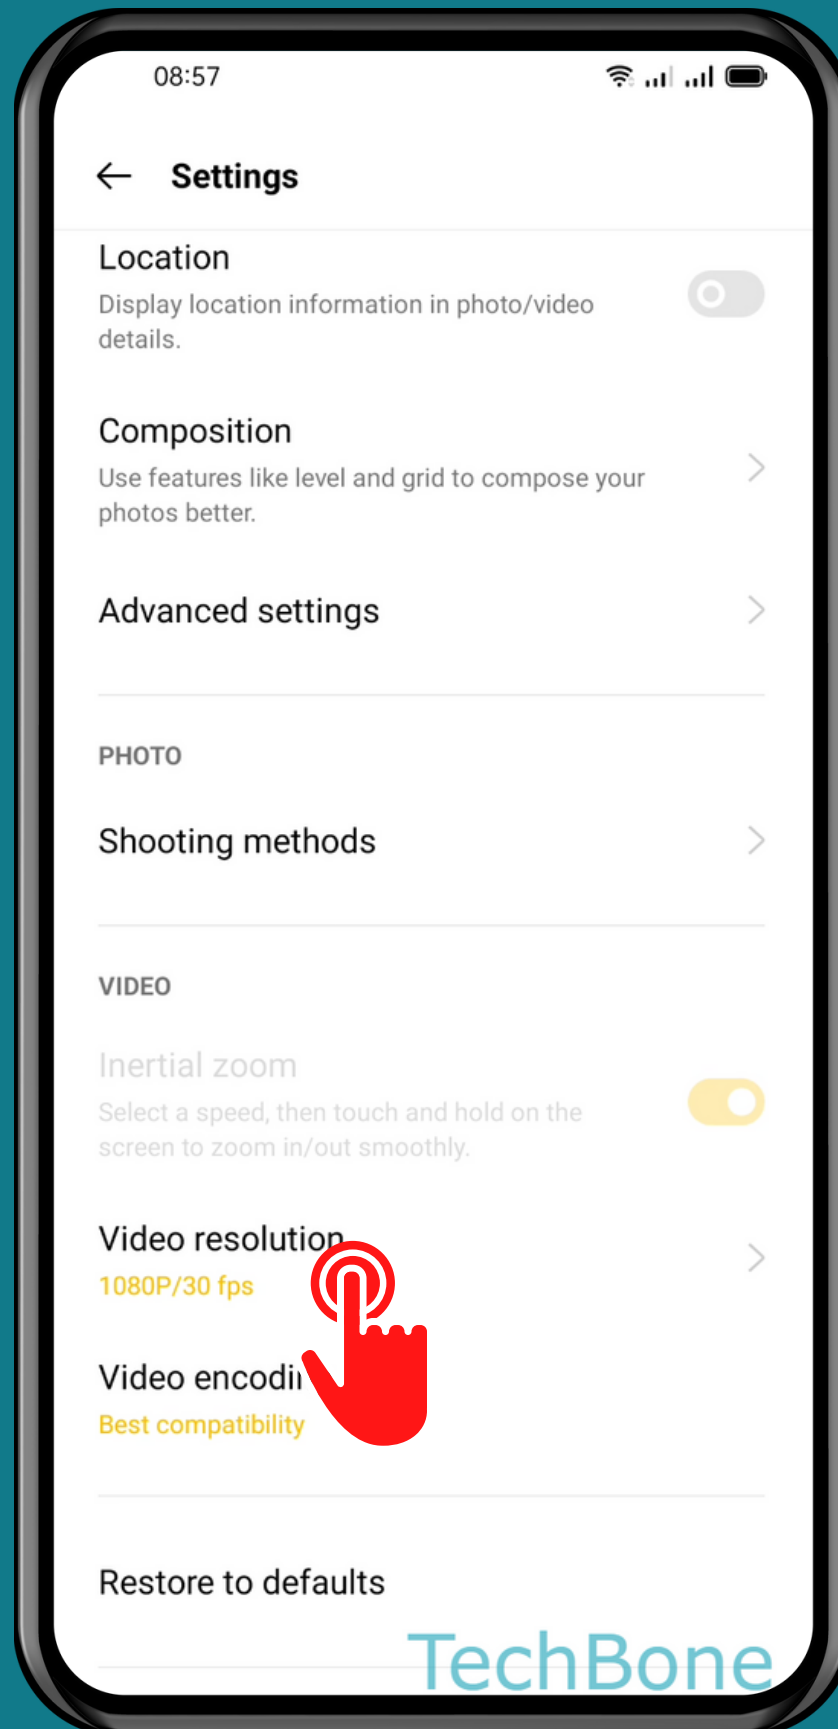 08:57
Settings
Location
Display location information in photo/video
details.
Composition
Use features like level and grid to compose your
photos better.
Advanced settings
PHOTO
Shooting methods
VIDEO
Inertial zoom
Select a speed, then touch and hold on the
screen to zoom in/out smoothly.
Video resolution
1080P/30 fps
Video
Best compatibility
Restore to defaults
TechBone